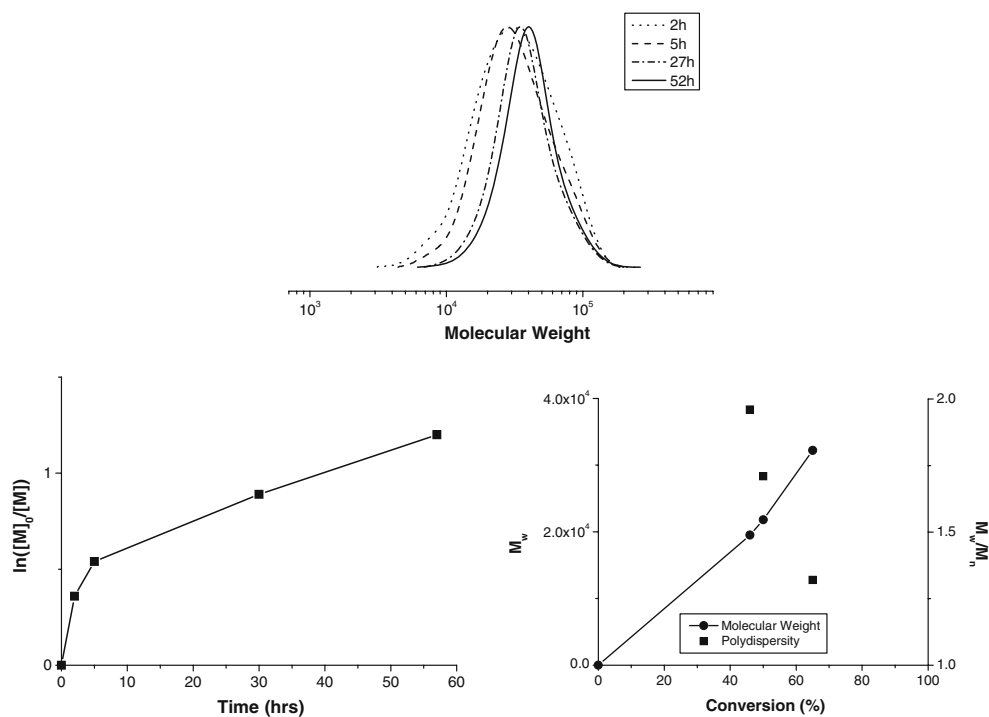 2h
5h
27h
52h
10³
10⁴
10⁵
Molecular Weight
ln([M]₀/[M])
1
0
0
10
20
30
40
50
60
Time (hrs)
4.0x10⁴
2.0x10⁴
0.0
M_w
2.0
1.5
1.0
M_w/M_n
Molecular Weight
Polydispersity
0
20
40
60
80
100
Conversion (%)